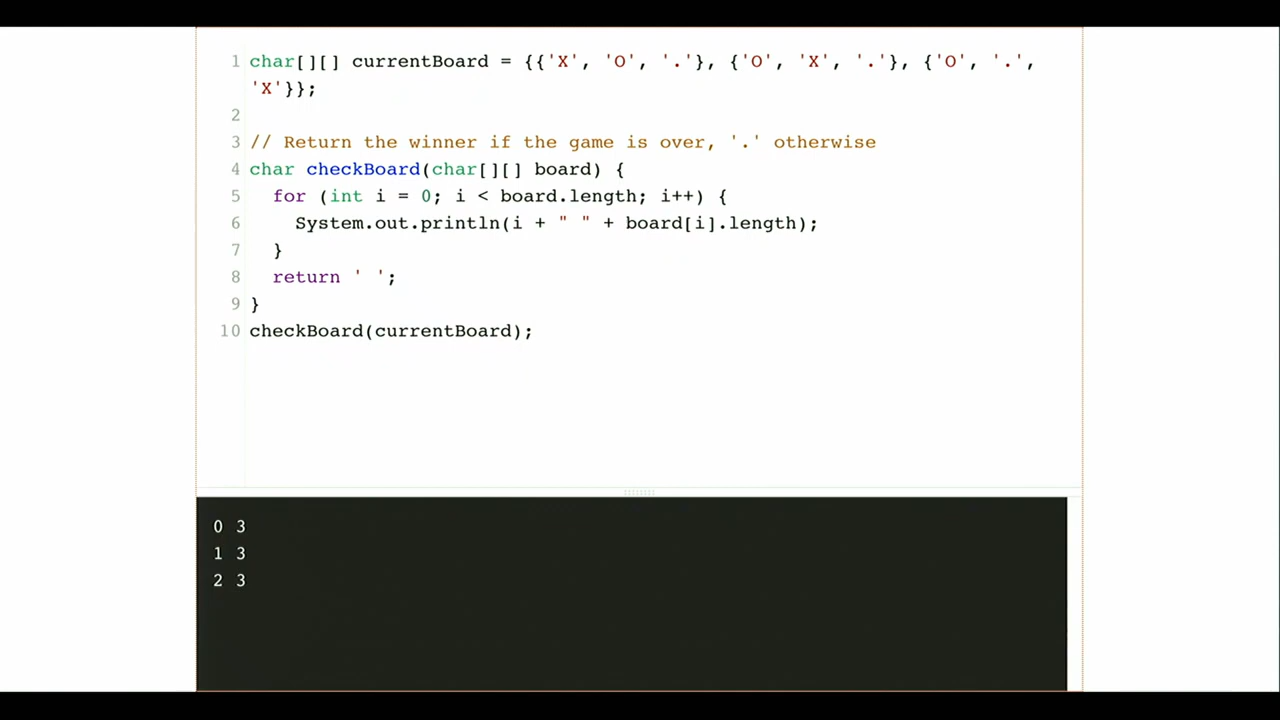 1 char[][] currentBoard = {{'X', 'O', '.'}, {'O', 'X', '.'}, {'O', '.',
'X'}};
2
3 // Return the winner if the game is over, '.' otherwise
4 char checkBoard(char[][] board) {
5   for (int i = 0; i < board.length; i++) {
6     System.out.println(i + " " + board[i].length);
7   }
8   return ' ';
9 }
10 checkBoard(currentBoard);
0 3
1 3
2 3